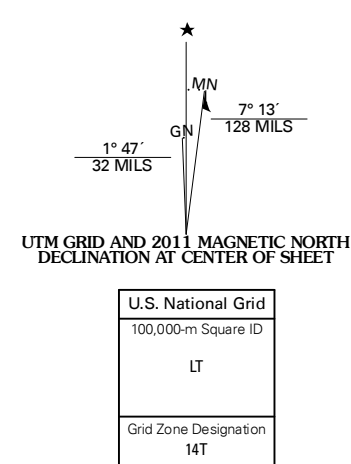 ★
MN
7° 13´
128 MILS
GN
1° 47´
32 MILS
UTM GRID AND 2011 MAGNETIC NORTH
DECLINATION AT CENTER OF SHEET
U.S. National Grid
100,000-m Square ID
LT
Grid Zone Designation
14T